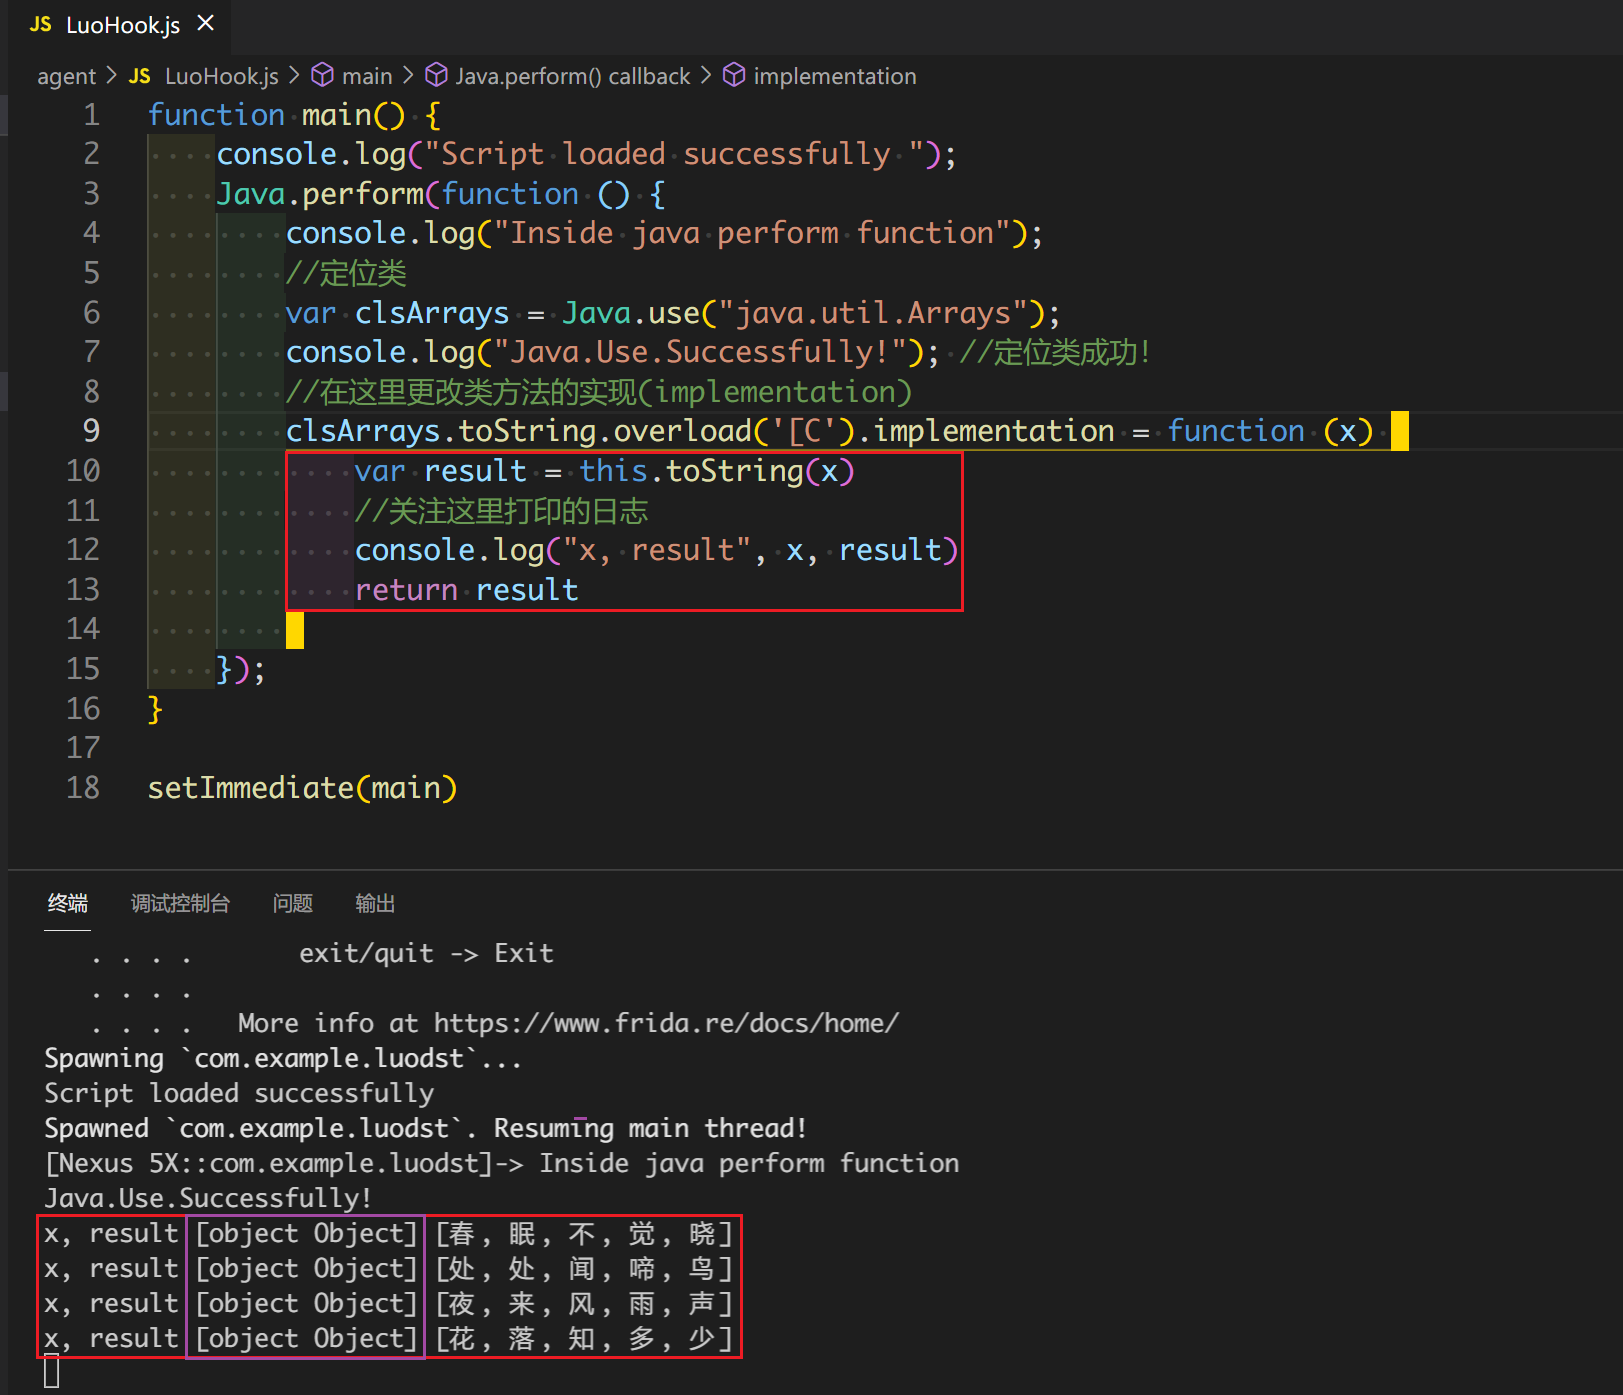 JS LuoHook.js ×
agent > JS LuoHook.js > main > Java.perform() callback > implementation
1 function main() {
2 console.log("Script loaded successfully ");
3 Java.perform(function () {
4 console.log("Inside java perform function");
5 //定位类
6 var clsArrays = Java.use("java.util.Arrays");
7 console.log("Java.Use.Successfully!"); //定位类成功!
8 //在这里更改类方法的实现(implementation)
9 clsArrays.toString.overload('[C').implementation = function (x)
10 var result = this.toString(x)
11 //关注这里打印的日志
12 console.log("x, result", x, result)
13 return result
14
15 });
16 }
17
18 setImmediate(main)
终端 调试控制台 问题 输出
. . . . exit/quit -> Exit
. . . .
. . . . More info at https://www.frida.re/docs/home/
Spawning `com.example.luodst`...
Script loaded successfully
Spawned `com.example.luodst`. Resuming main thread!
[Nexus 5X::com.example.luodst]-> Inside java perform function
Java.Use.Successfully!
x, result [object Object] [春, 眠, 不, 觉, 晓]
x, result [object Object] [处, 处, 闻, 啼, 鸟]
x, result [object Object] [夜, 来, 风, 雨, 声]
x, result [object Object] [花, 落, 知, 多, 少]